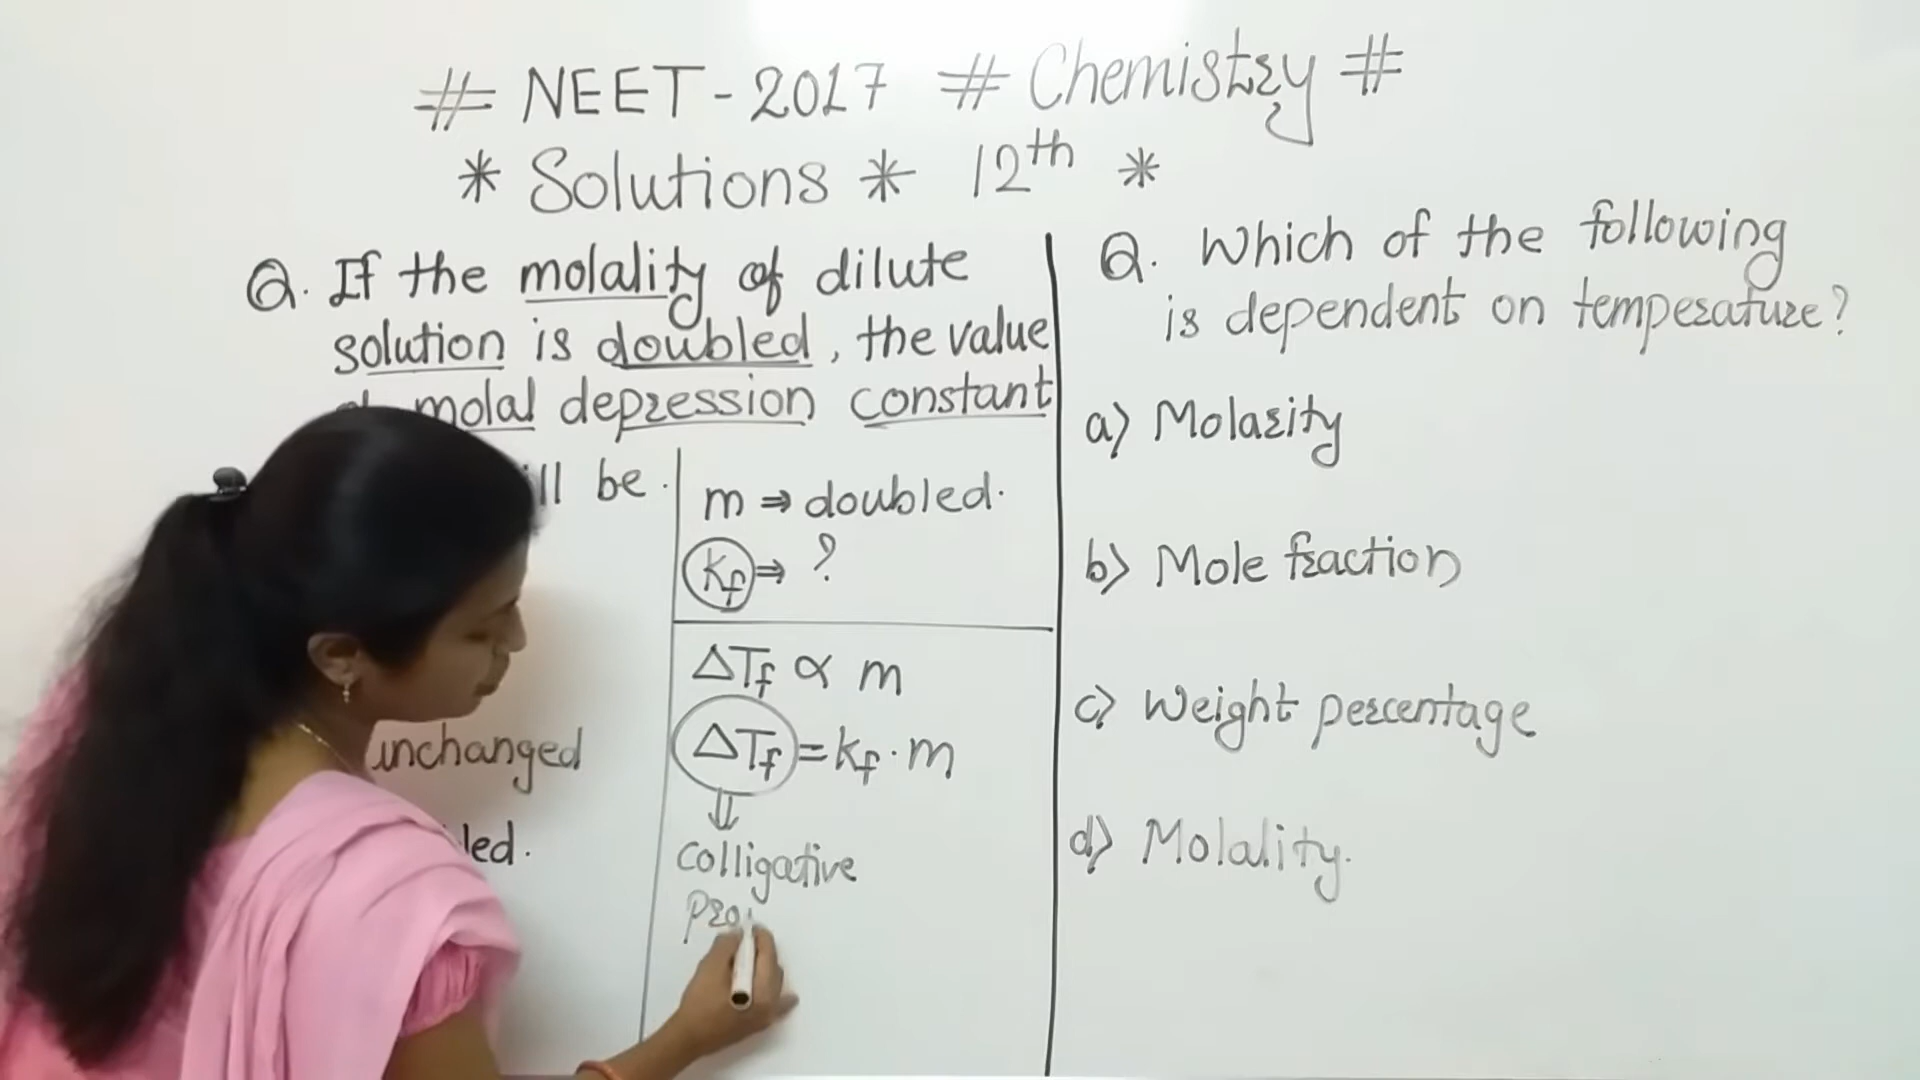 # NEET - 2017 # Chemistry #
* Solutions * 12th *
Q. If the molality of dilute
solution is doubled, the value
molal depression constant
be.
unchanged
m ⇒ doubled.
Kf ⇒ ?
ΔTf ∝ m
ΔTf = Kf · m
⇓
Colligative
Pro
Q. Which of the following
is dependent on temperature?
a) Molarity
b) Mole fraction
c) Weight percentage
d) Molality.